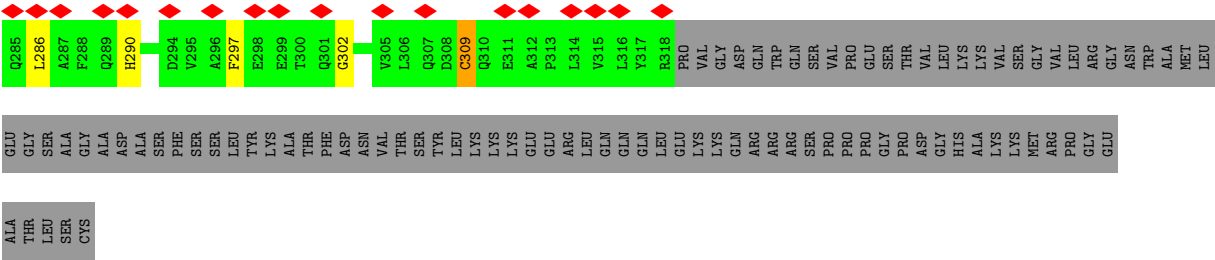 Q285 L286 A287 F288 Q289 H290 D294 V295 A296 F297 E298 E299 T300 Q301 G302 V305 L306 Q307 D308 C309 Q310 E311 A312 P313 L314 V315 L316 Y317 R318 PRO VAL GLY ASP GLN TRP GLN SER VAL PRO GLU SER THR VAL LEU LYS LYS VAL SER GLY VAL LEU ARG GLY ASN TRP ALA MET LEU
GLU GLY SER ALA GLY ALA ASP ALA SER PHE SER SER LEU TYR LYS ALA THR PHE ASP ASN VAL THR SER TYR LEU LYS LYS LYS GLU GLU ARG LEU GLN GLN GLN LEU GLU LYS LYS GLN ARG ARG ARG SER PRO PRO PRO GLY PRO ASP GLY HIS ALA LYS LYS MET ARG PRO GLY GLU
ALA THR LEU SER CYS